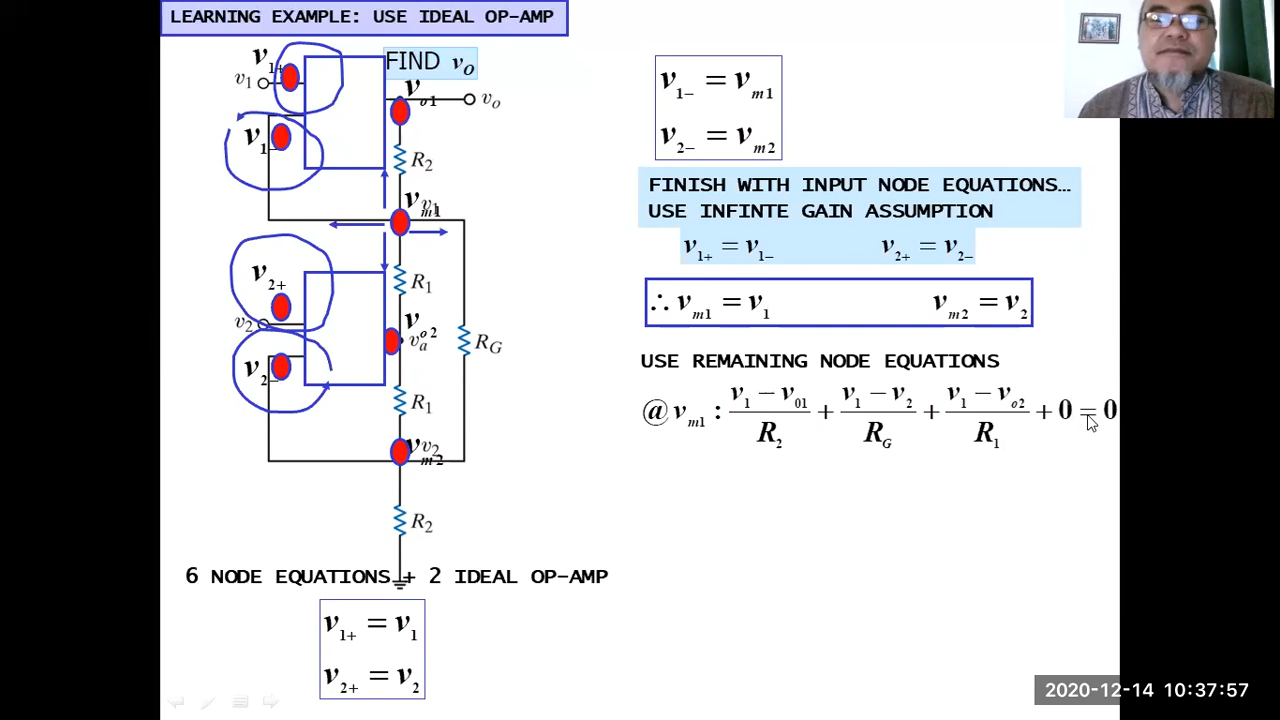 LEARNING EXAMPLE: USE IDEAL OP-AMP
FIND v_O
v_1+
v_1
v_o1
v_o
v_1-
R_2
v_m1
v_1
v_2+
R_1
v_2
v_o2
v_a
R_G
v_2-
R_1
v_m2
v_2
R_2
6 NODE EQUATIONS + 2 IDEAL OP-AMP
v_1+ = v_1
v_2+ = v_2
v_1- = v_m1
v_2- = v_m2
FINISH WITH INPUT NODE EQUATIONS…
USE INFINTE GAIN ASSUMPTION
v_1+ = v_1- v_2+ = v_2-
∴ v_m1 = v_1 v_m2 = v_2
USE REMAINING NODE EQUATIONS
@ v_m1 : (v_1 − v_01)/R_2 + (v_1 − v_2)/R_G + (v_1 − v_o2)/R_1 + 0 = 0
2020-12-14 10:37:57